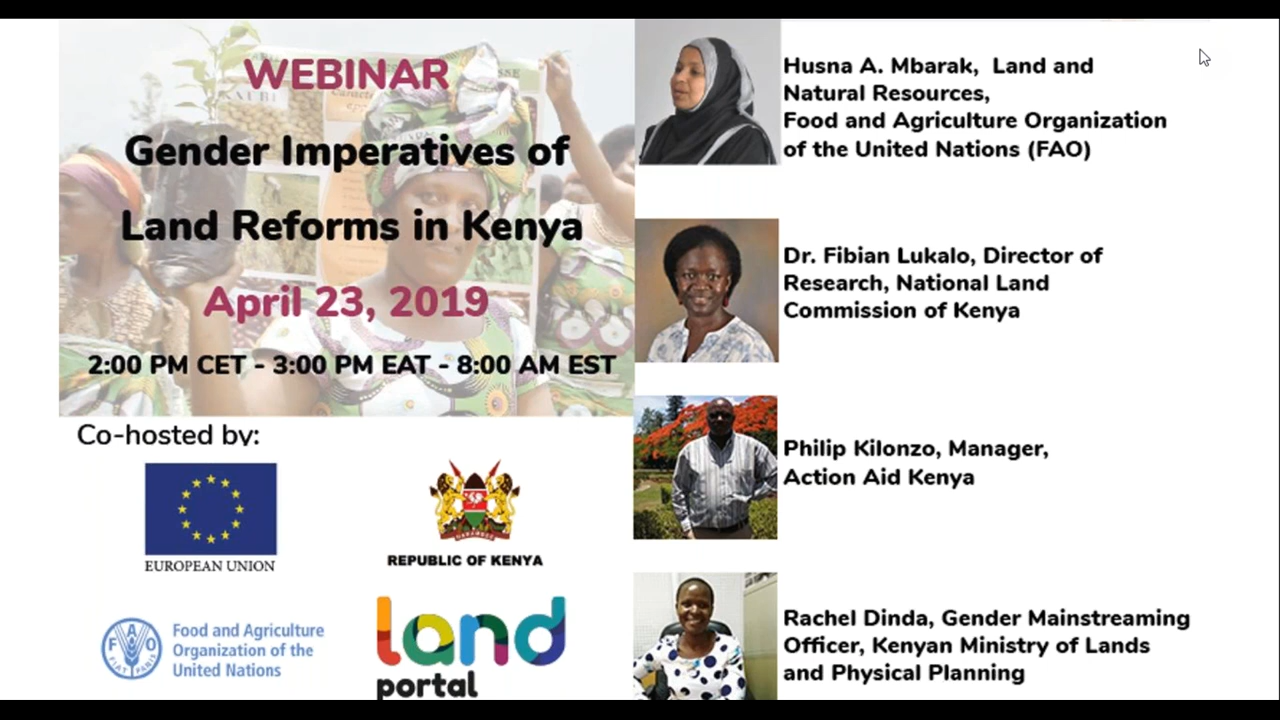 WEBINAR
Gender Imperatives of
Land Reforms in Kenya
April 23, 2019
2:00 PM CET - 3:00 PM EAT - 8:00 AM EST
Co-hosted by:
EUROPEAN UNION
REPUBLIC OF KENYA
FAO
FIAT PANIS
Food and Agriculture
Organization of the
United Nations
land
portal
Husna A. Mbarak, Land and
Natural Resources,
Food and Agriculture Organization
of the United Nations (FAO)
Dr. Fibian Lukalo, Director of
Research, National Land
Commission of Kenya
Philip Kilonzo, Manager,
Action Aid Kenya
Rachel Dinda, Gender Mainstreaming
Officer, Kenyan Ministry of Lands
and Physical Planning